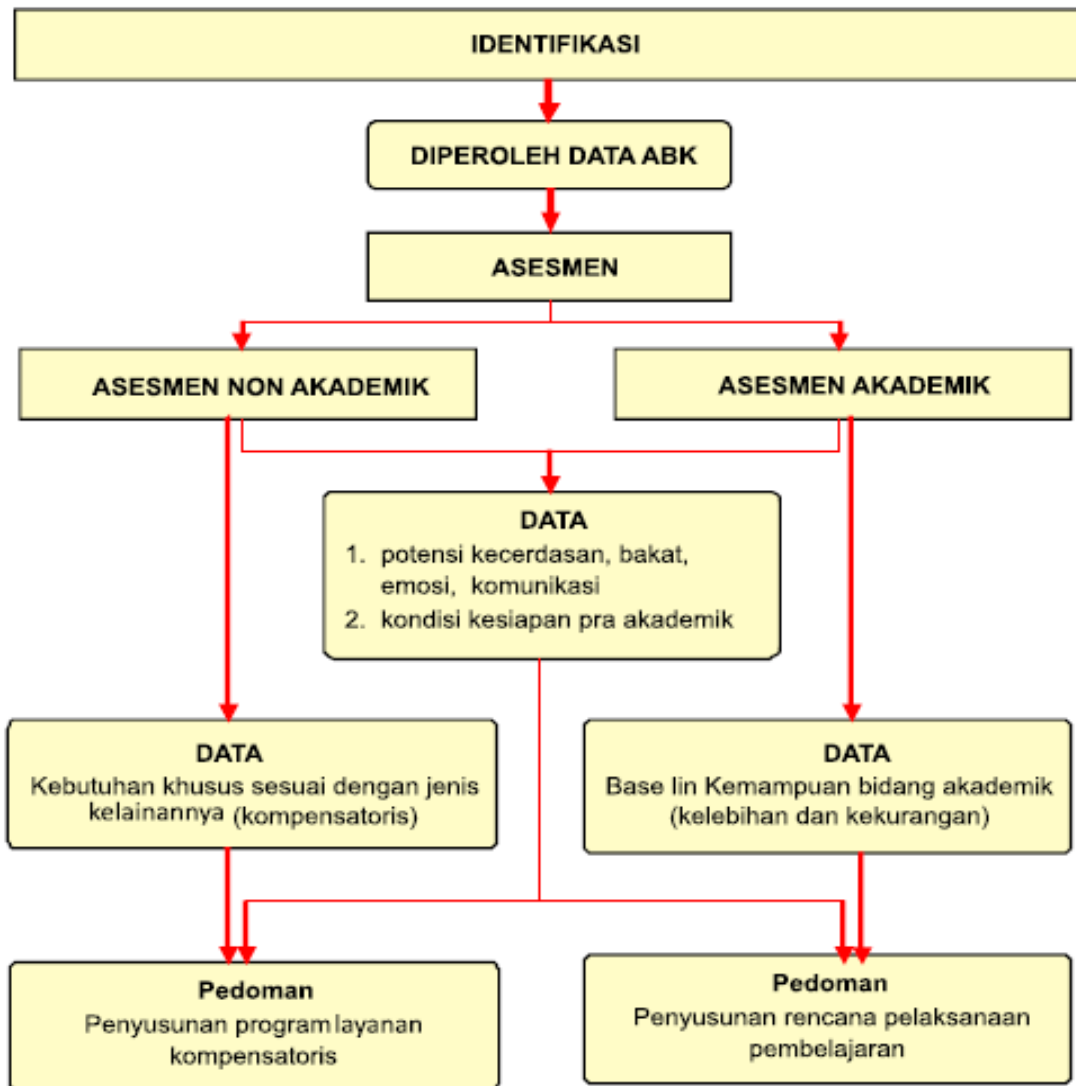 IDENTIFIKASI
DIPEROLEH DATA ABK
ASESMEN
ASESMEN NON AKADEMIK
ASESMEN AKADEMIK
DATA
1. potensi kecerdasan, bakat,
emosi, komunikasi
2. kondisi kesiapan pra akademik
DATA
Kebutuhan khusus sesuai dengan jenis
kelainannya (kompensatoris)
DATA
Base lin Kemampuan bidang akademik
(kelebihan dan kekurangan)
Pedoman
Penyusunan program layanan
kompensatoris
Pedoman
Penyusunan rencana pelaksanaan
pembelajaran